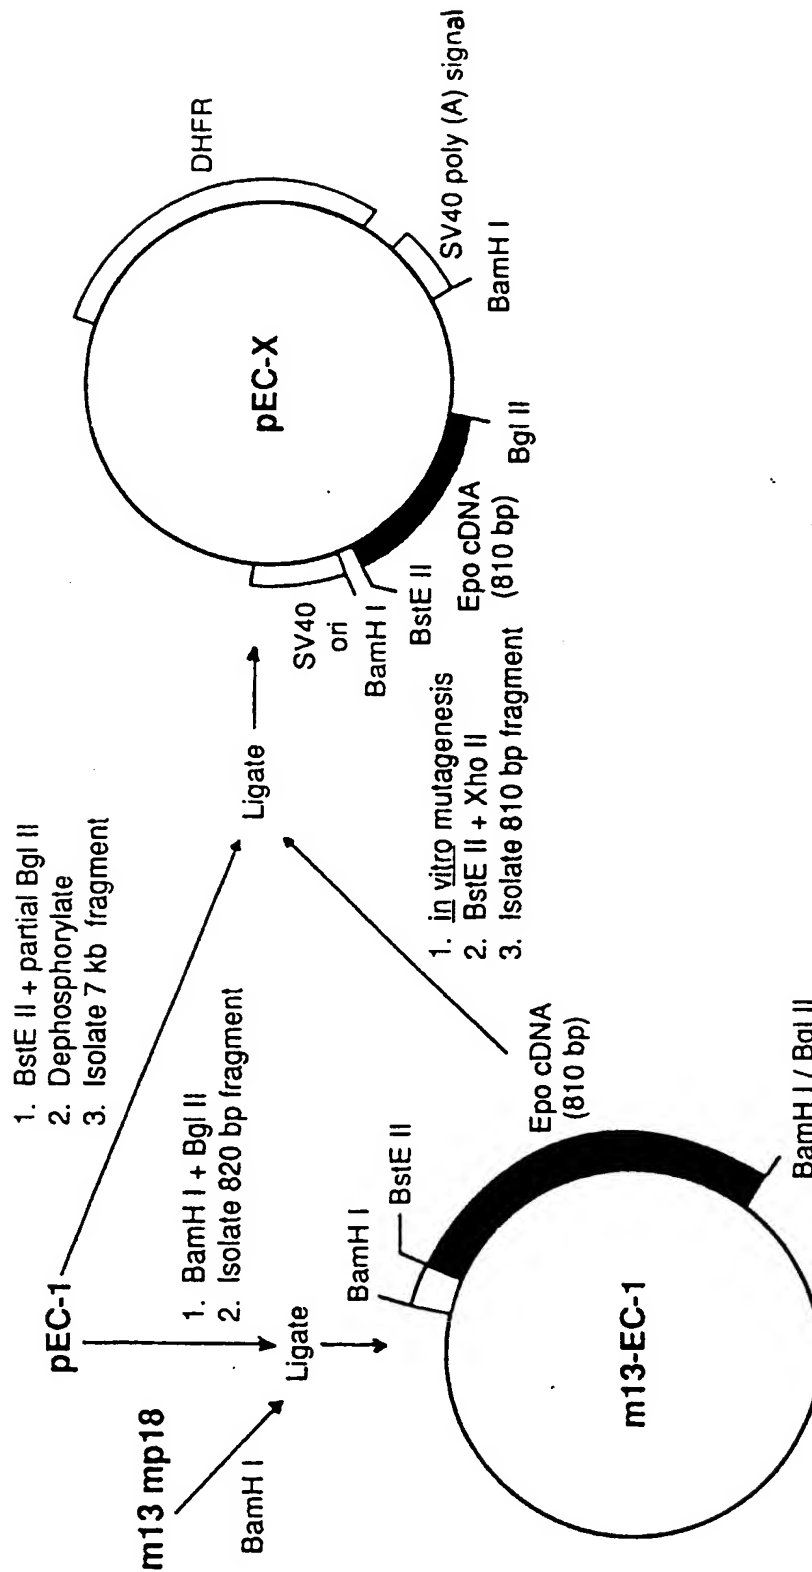 pEC-1
1. BstE II + partial Bgl II
2. Dephosphorylate
3. Isolate 7 kb fragment
m13 mp18
BamH I
1. BamH I + Bgl II
2. Isolate 820 bp fragment
Ligate
Ligate
BamH I
BstE II
Epo cDNA
(810 bp)
BamH I / Bgl II
m13-EC-1
1. in vitro mutagenesis
2. BstE II + Xho II
3. Isolate 810 bp fragment
DHFR
SV40 poly (A) signal
BamH I
pEC-X
Bgl II
Epo cDNA
(810 bp)
BstE II
BamH I
SV40
ori